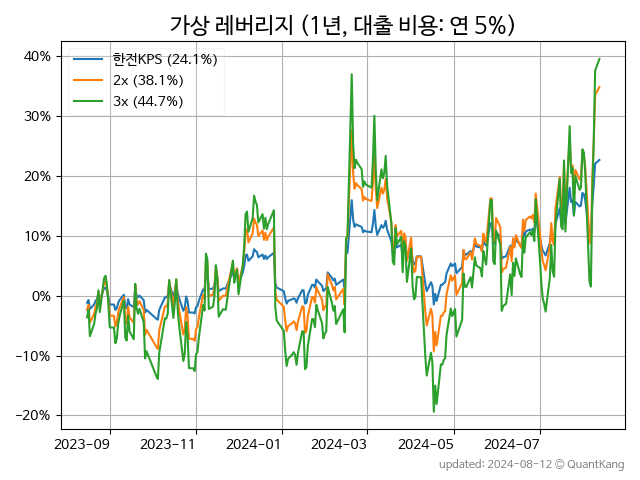 가상 레버리지 (1년, 대출 비용: 연 5%)
40%
30%
20%
10%
0%
−10%
−20%
한전KPS (24.1%)
2x (38.1%)
3x (44.7%)
2023-09
2023-11
2024-01
2024-03
2024-05
2024-07
updated: 2024-08-12 © QuantKang